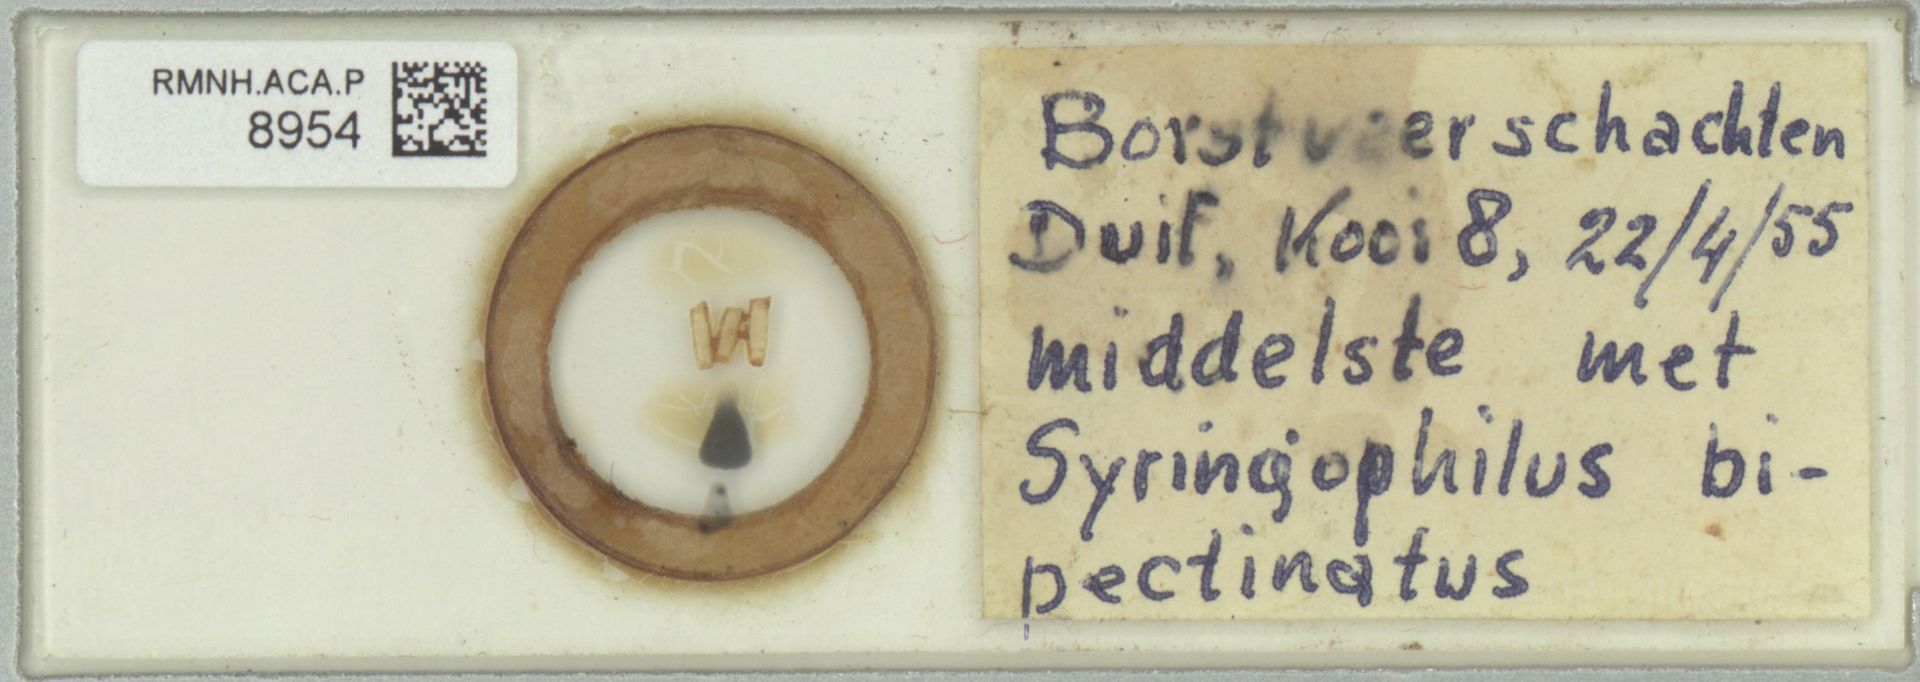 RMNH.ACA.P
8954
Borstveerschachten
Duif, Kooi 8, 22/4/55
middelste met
Syringophilus bi-
pectinatus